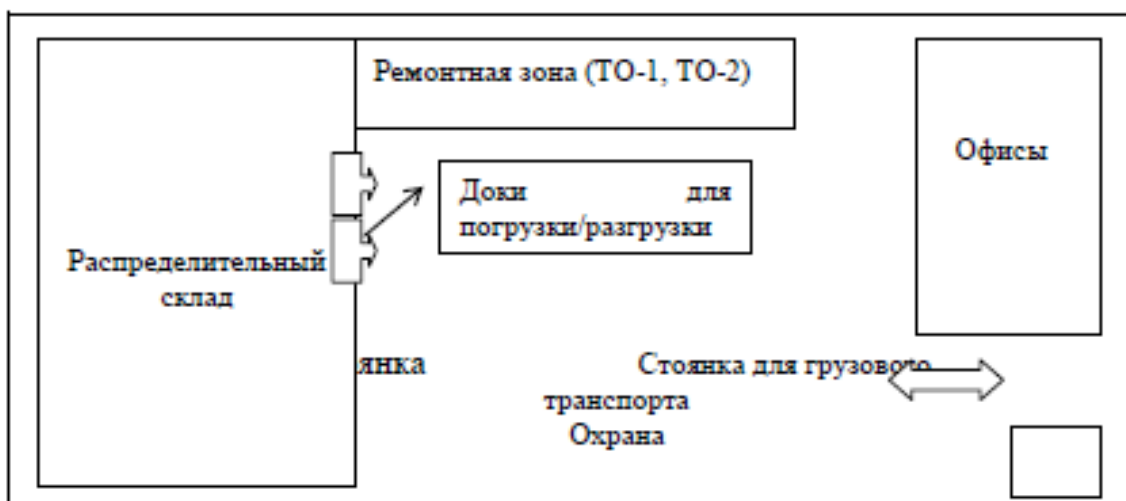 Ремонтная зона (ТО-1, ТО-2)
Офисы
Доки для
погрузки/разгрузки
Распределительный
склад
янка Стоянка для грузового
транспорта
Охрана